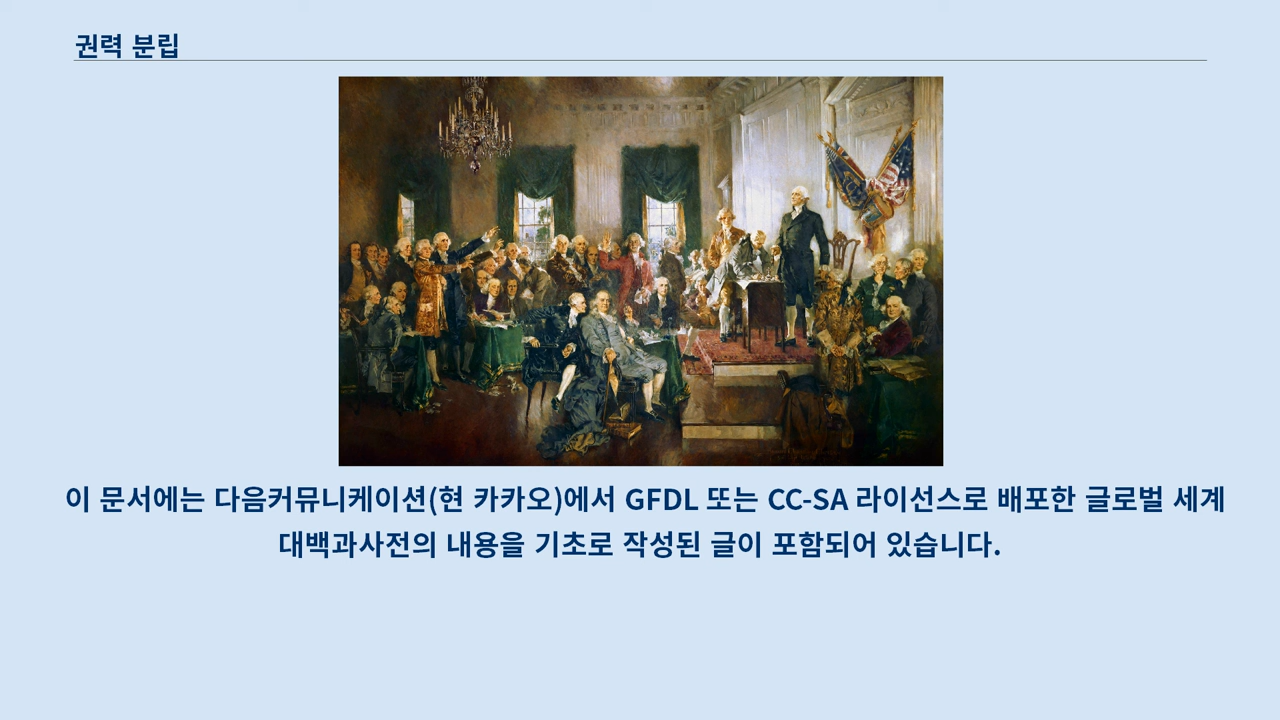 권력 분립
이 문서에는 다음커뮤니케이션(현 카카오)에서 GFDL 또는 CC-SA 라이선스로 배포한 글로벌 세계
대백과사전의 내용을 기초로 작성된 글이 포함되어 있습니다.